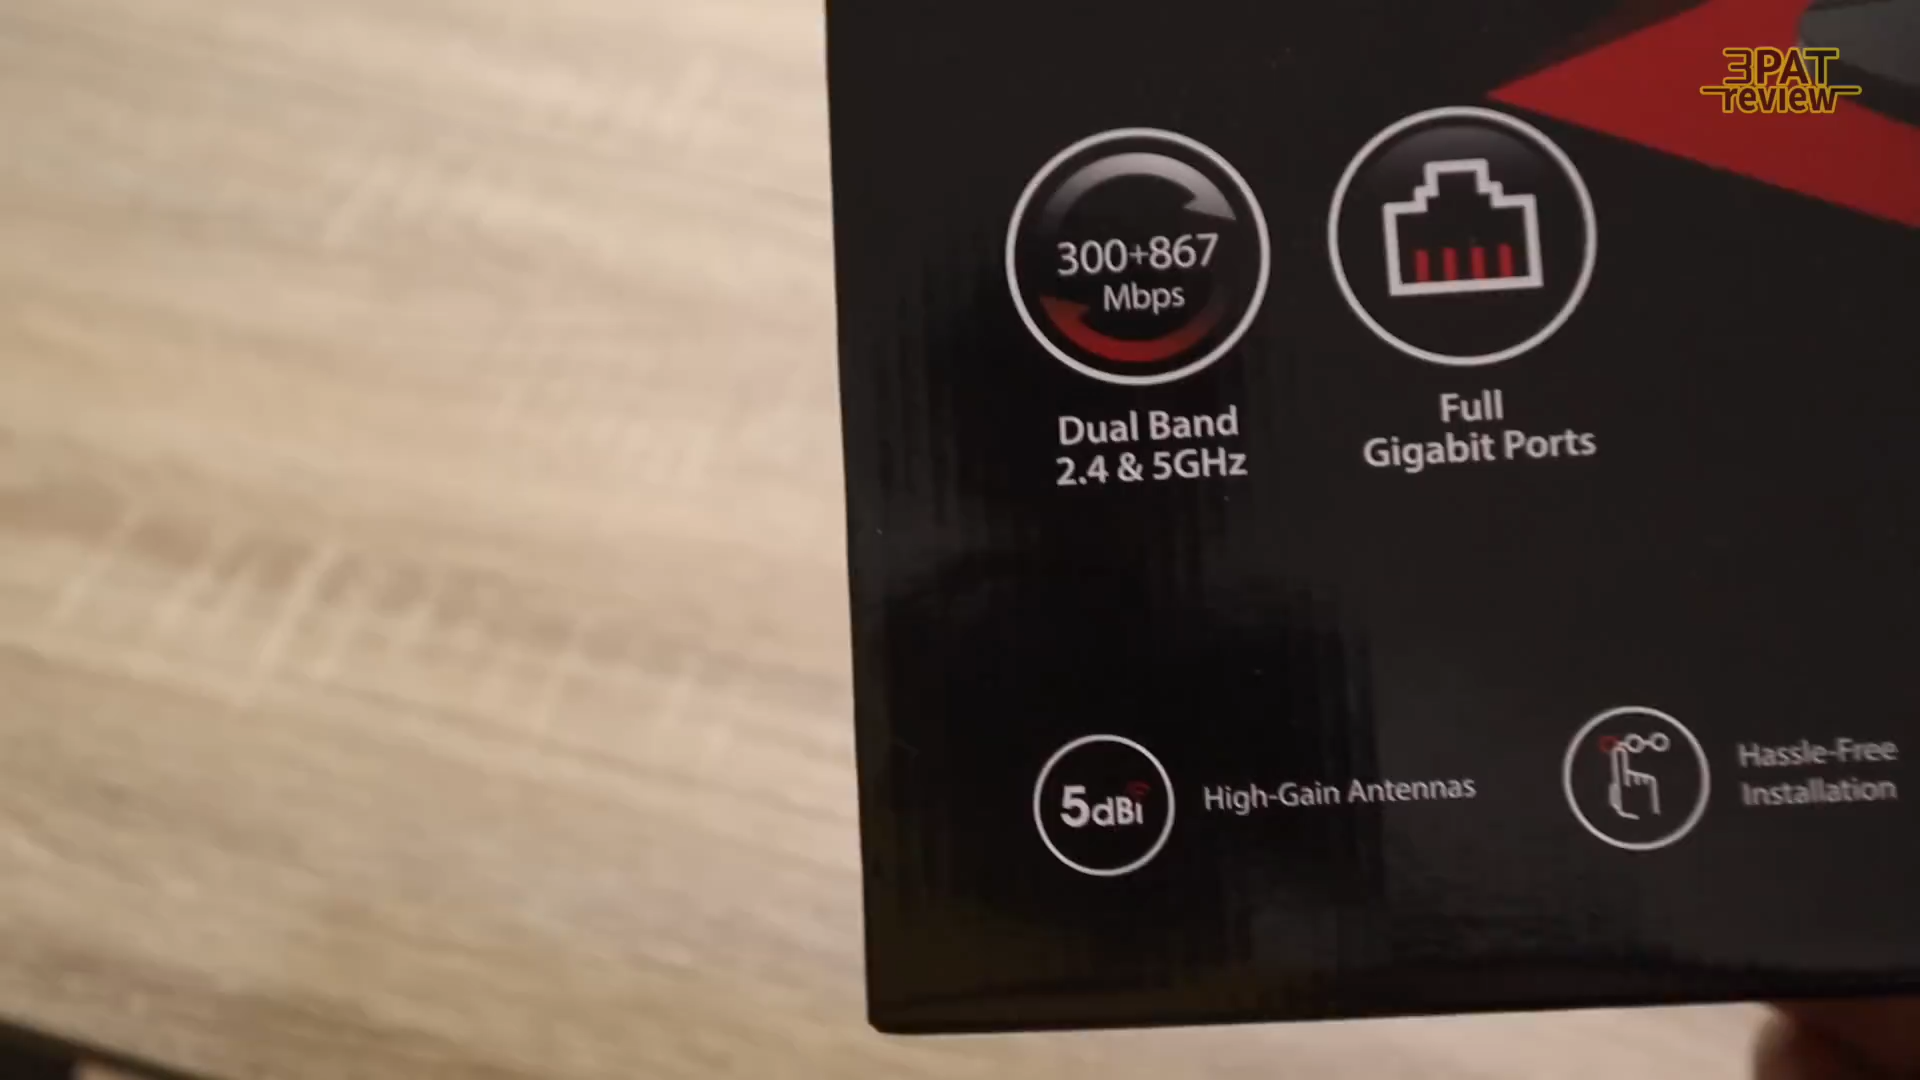 3PAT
review
300+867
Mbps
Dual Band
2.4 & 5GHz
Full
Gigabit Ports
5dBi
High-Gain Antennas
Hassle-Free
Installation